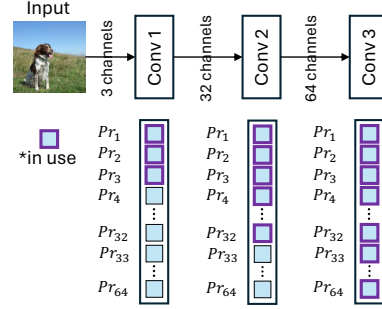 Input
3 channels
Conv 1
32 channels
Conv 2
64 channels
Conv 3
*in use
Pr₁
Pr₂
Pr₃
Pr₄
...
Pr₃₂
Pr₃₃
...
Pr₆₄
Pr₁
Pr₂
Pr₃
Pr₄
...
Pr₃₂
Pr₃₃
...
Pr₆₄
Pr₁
Pr₂
Pr₃
Pr₄
...
Pr₃₂
Pr₃₃
...
Pr₆₄